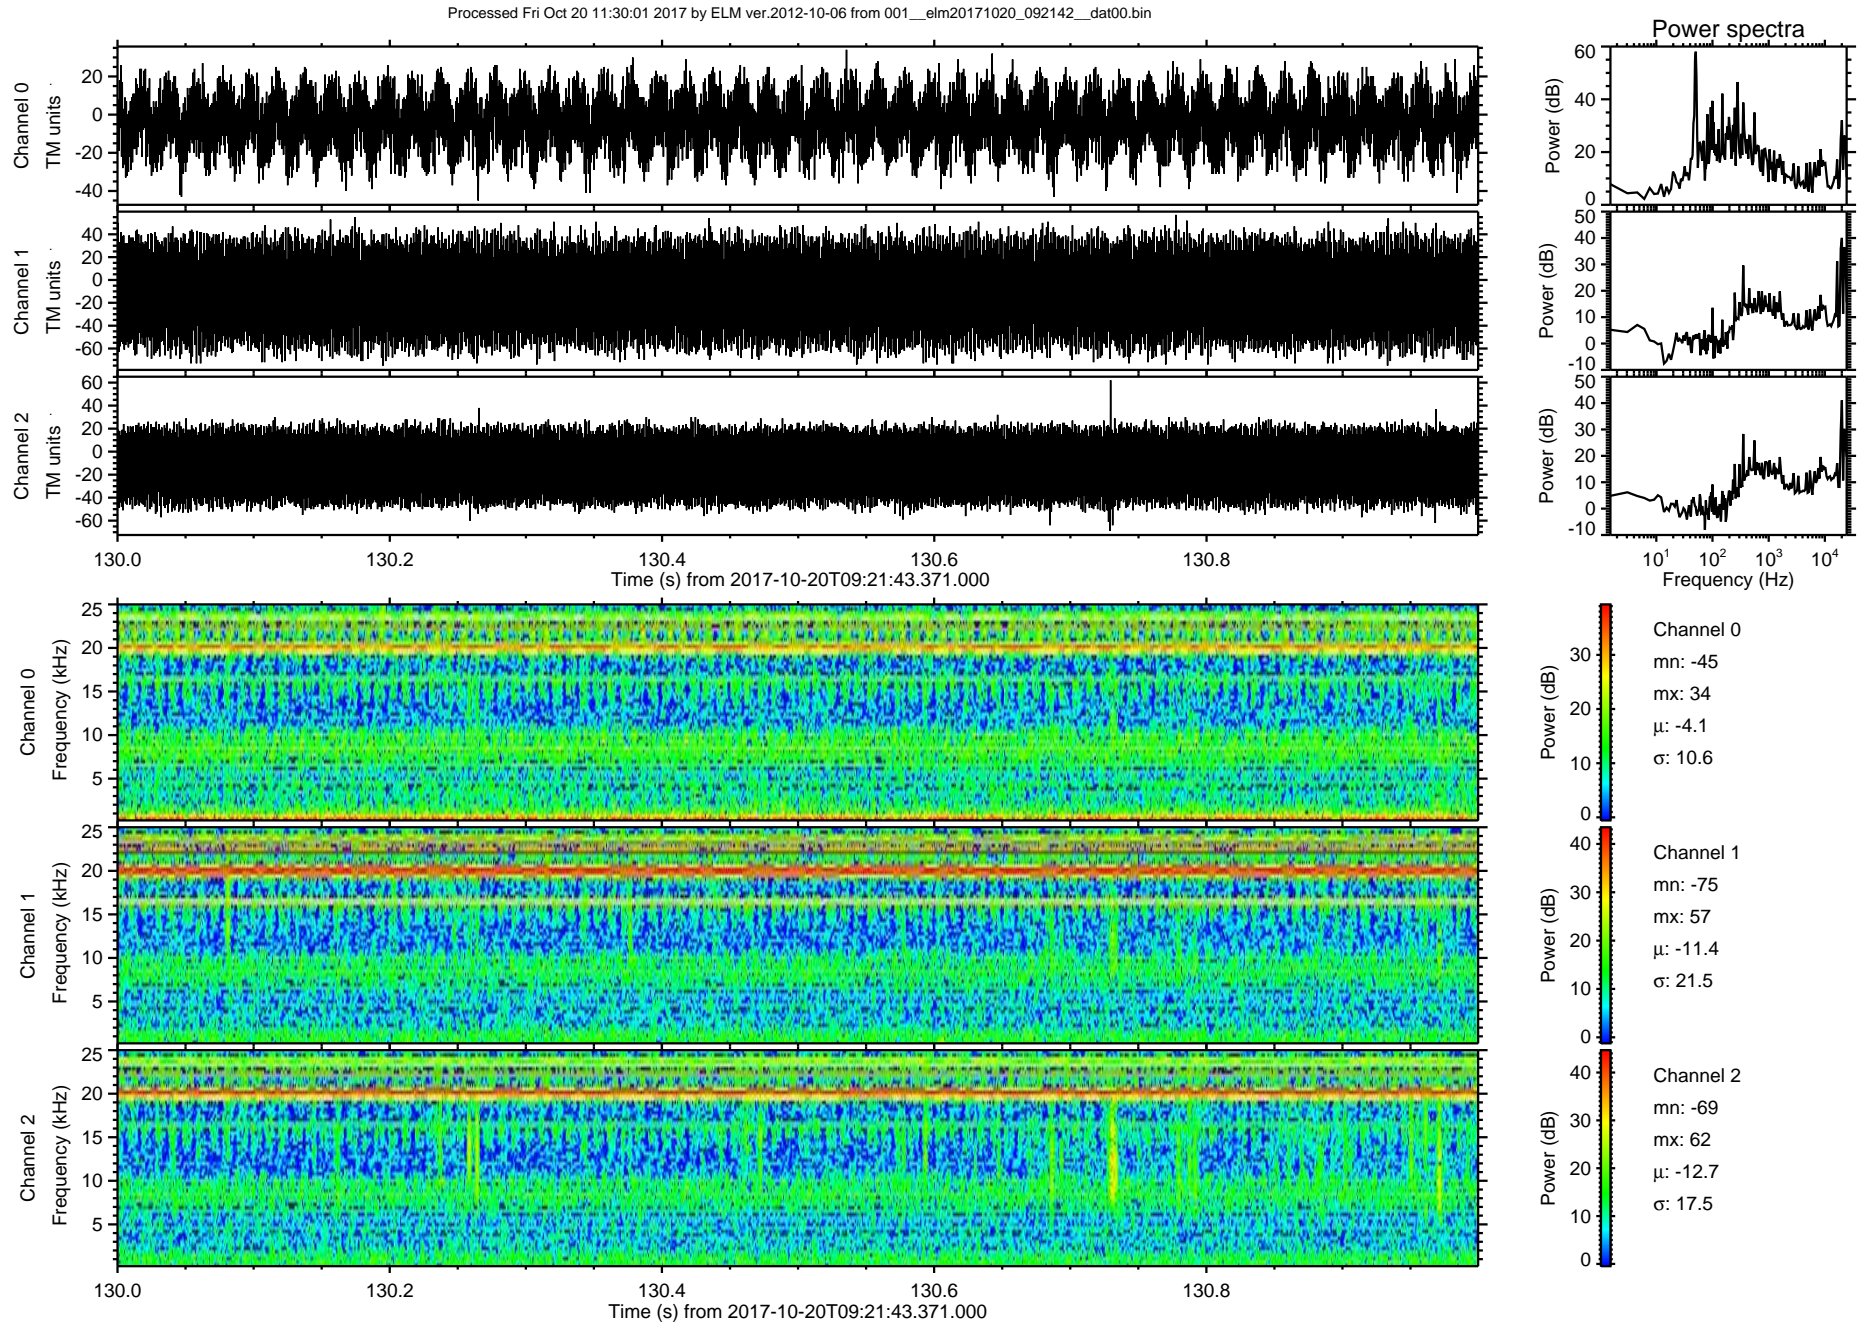 Processed Fri Oct 20 11:30:01 2017 by ELM ver.2012-10-06 from 001__elm20171020_092142__dat00.bin
Power spectra
Channel 0
TM units
20
0
-20
-40
Power (dB)
60
40
20
0
Channel 1
TM units
40
20
0
-20
-40
-60
Power (dB)
50
40
30
20
10
0
-10
Channel 2
TM units
60
40
20
0
-20
-40
-60
Power (dB)
50
40
30
20
10
0
-10
130.0 130.2 130.4 130.6 130.8
Time (s) from 2017-10-20T09:21:43.371.000
10^1 10^2 10^3 10^4
Frequency (Hz)
Channel 0
Frequency (kHz)
25
20
15
10
5
Power (dB)
30
20
10
0
Channel 0
mn: -45
mx: 34
μ: -4.1
σ: 10.6
Channel 1
Frequency (kHz)
25
20
15
10
5
Power (dB)
40
30
20
10
0
Channel 1
mn: -75
mx: 57
μ: -11.4
σ: 21.5
Channel 2
Frequency (kHz)
25
20
15
10
5
Power (dB)
40
30
20
10
0
Channel 2
mn: -69
mx: 62
μ: -12.7
σ: 17.5
130.0 130.2 130.4 130.6 130.8
Time (s) from 2017-10-20T09:21:43.371.000